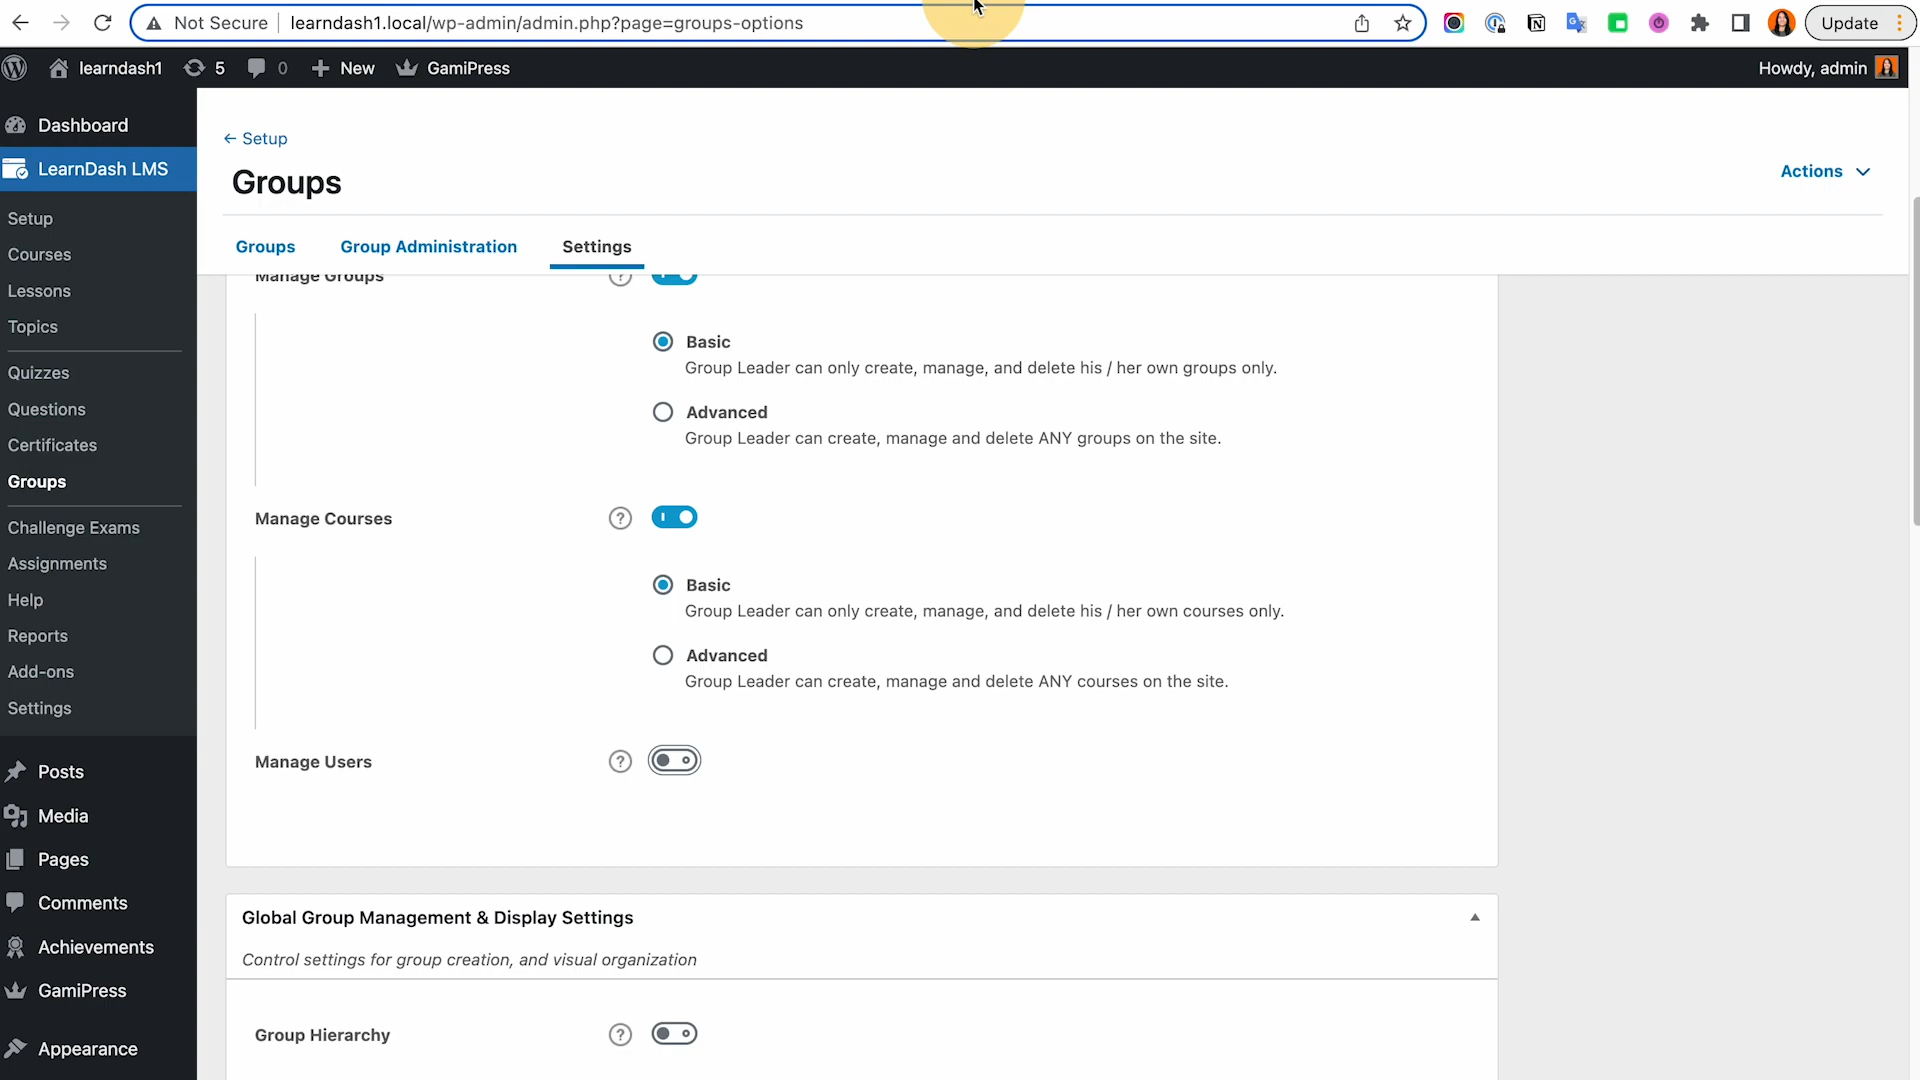 Not Secure learndash1.local/wp-admin/admin.php?page=groups-options Update
learndash1 5 0 New GamiPress Howdy, admin
Dashboard
LearnDash LMS
Setup
Courses
Lessons
Topics
Quizzes
Questions
Certificates
Groups
Challenge Exams
Assignments
Help
Reports
Add-ons
Settings
Posts
Media
Pages
Comments
Achievements
GamiPress
Appearance
← Setup
Groups
Actions
Groups Group Administration Settings
Manage Groups ?
Basic
Group Leader can only create, manage, and delete his / her own groups only.
Advanced
Group Leader can create, manage and delete ANY groups on the site.
Manage Courses ?
Basic
Group Leader can only create, manage, and delete his / her own courses only.
Advanced
Group Leader can create, manage and delete ANY courses on the site.
Manage Users ?
Global Group Management & Display Settings
Control settings for group creation, and visual organization
Group Hierarchy ?